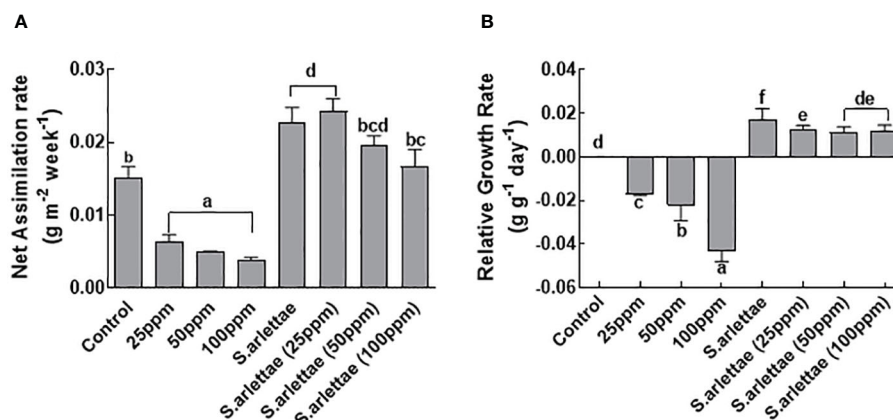 A
B
Net Assimilation rate
(g m-2 week-1)
0.03
0.02
0.01
0.00
b
a
d
bcd
bc
Control
25ppm
50ppm
100ppm
S.arlettae
S.arlettae (25ppm)
S.arlettae (50ppm)
S.arlettae (100ppm)
Relative Growth Rate
(g g-1 day-1)
0.04
0.02
0.00
-0.02
-0.04
-0.06
d
c
b
a
f
e
de
Control
25ppm
50ppm
100ppm
S.arlettae
S.arlettae (25ppm)
S.arlettae (50ppm)
S.arlettae (100ppm)